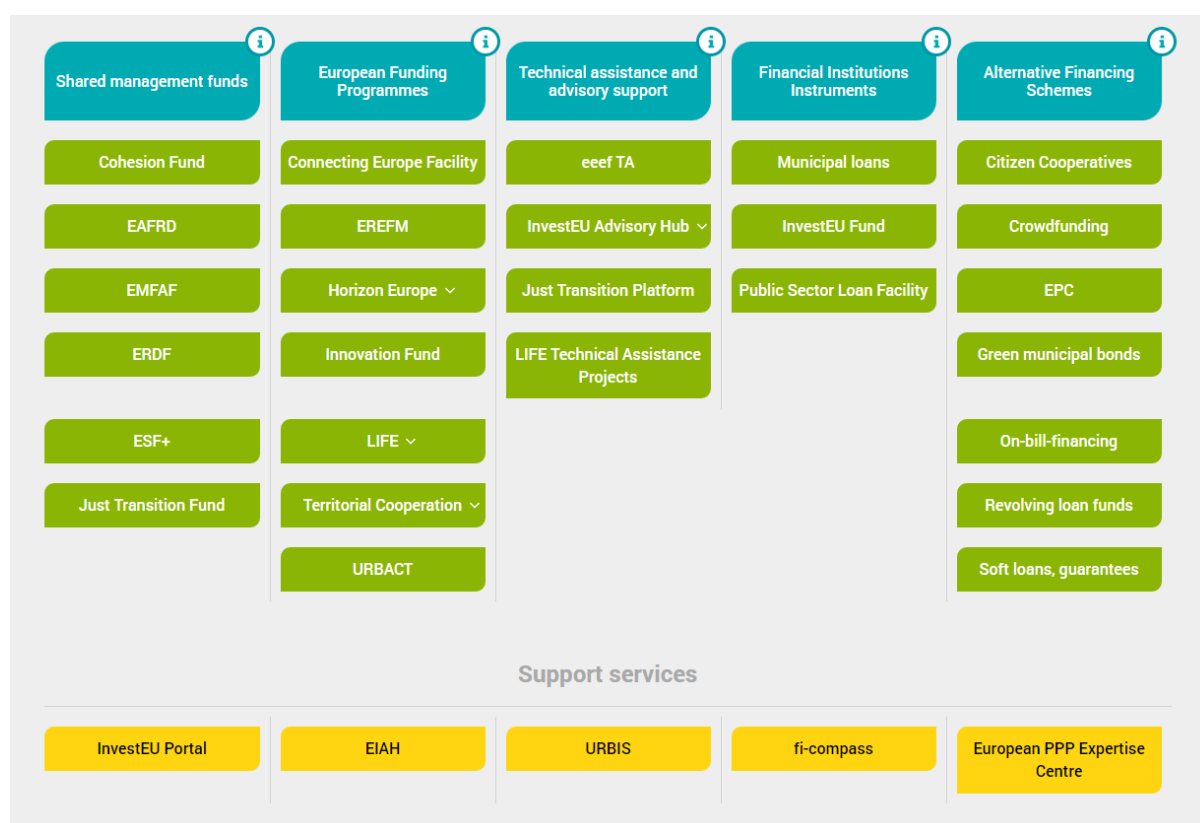 Shared management funds
European Funding
Programmes
Technical assistance and
advisory support
Financial Institutions
Instruments
Alternative Financing
Schemes
Cohesion Fund
Connecting Europe Facility
eeef TA
Municipal loans
Citizen Cooperatives
EAFRD
EREFM
InvestEU Advisory Hub
InvestEU Fund
Crowdfunding
EMFAF
Horizon Europe
Just Transition Platform
Public Sector Loan Facility
EPC
ERDF
Innovation Fund
LIFE Technical Assistance
Projects
Green municipal bonds
ESF+
LIFE
On-bill-financing
Just Transition Fund
Territorial Cooperation
Revolving loan funds
URBACT
Soft loans, guarantees
Support services
InvestEU Portal
EIAH
URBIS
fi-compass
European PPP Expertise
Centre